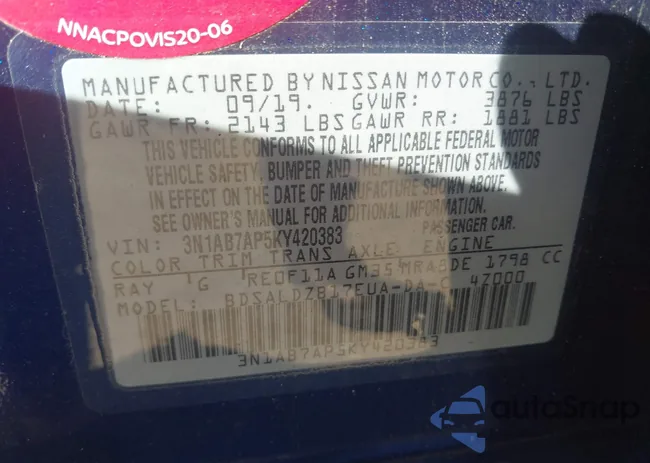 NNACPOVIS20-06
MANUFACTURED BY NISSAN MOTOR CO., LTD.
DATE: 09/19. GVWR: 3876 LBS
GAWR FR: 2143 LBS GAWR RR: 1881 LBS
THIS VEHICLE CONFORMS TO ALL APPLICABLE FEDERAL MOTOR
VEHICLE SAFETY, BUMPER AND THEFT PREVENTION STANDARDS
IN EFFECT ON THE DATE OF MANUFACTURE SHOWN ABOVE.
SEE OWNER'S MANUAL FOR ADDITIONAL INFORMATION.
VIN: 3N1AB7AP5KY420383 PASSENGER CAR.
COLOR TRIM TRANS AXLE ENGINE
RAY G RE0F11A GM35 MRA8DE 1798 CC
MODEL: BDSALDZB17EUA-DA-C 4Z000
3N1AB7AP5KY420383
autoSnap